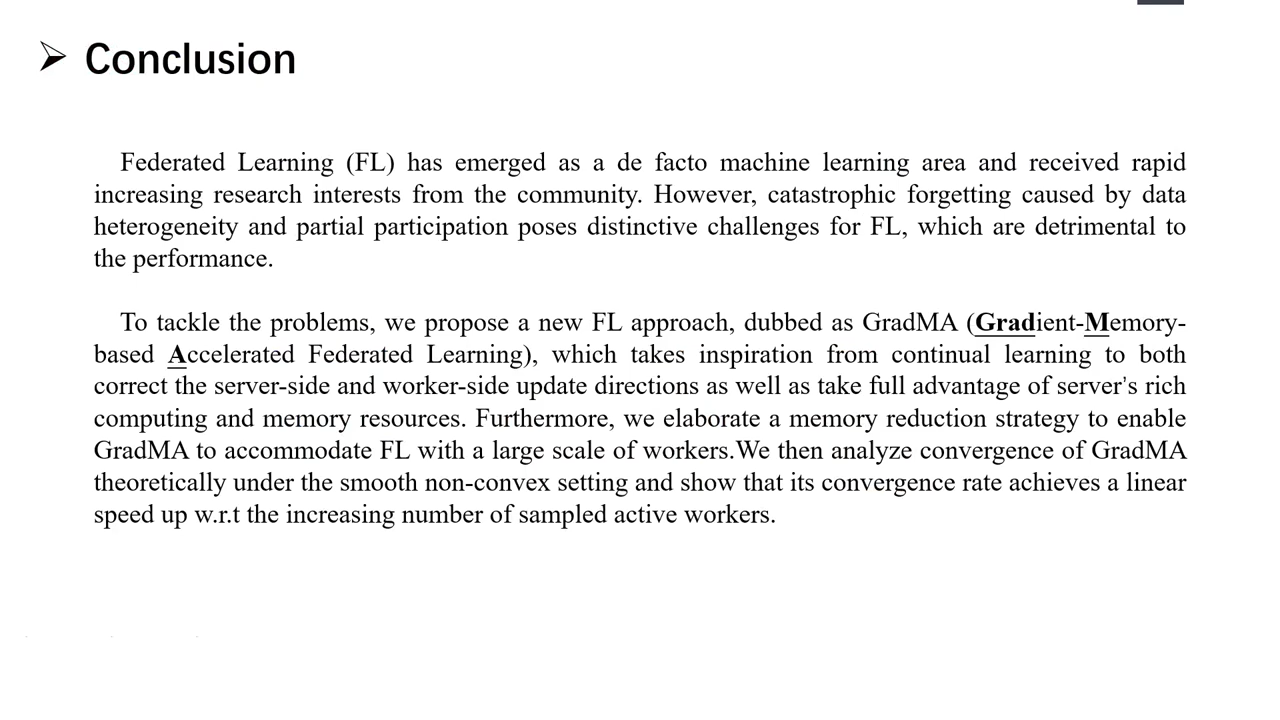 Conclusion
Federated Learning (FL) has emerged as a de facto machine learning area and received rapid
increasing research interests from the community. However, catastrophic forgetting caused by data
heterogeneity and partial participation poses distinctive challenges for FL, which are detrimental to
the performance.
To tackle the problems, we propose a new FL approach, dubbed as GradMA (Gradient-Memory-
based Accelerated Federated Learning), which takes inspiration from continual learning to both
correct the server-side and worker-side update directions as well as take full advantage of server's rich
computing and memory resources. Furthermore, we elaborate a memory reduction strategy to enable
GradMA to accommodate FL with a large scale of workers.We then analyze convergence of GradMA
theoretically under the smooth non-convex setting and show that its convergence rate achieves a linear
speed up w.r.t the increasing number of sampled active workers.